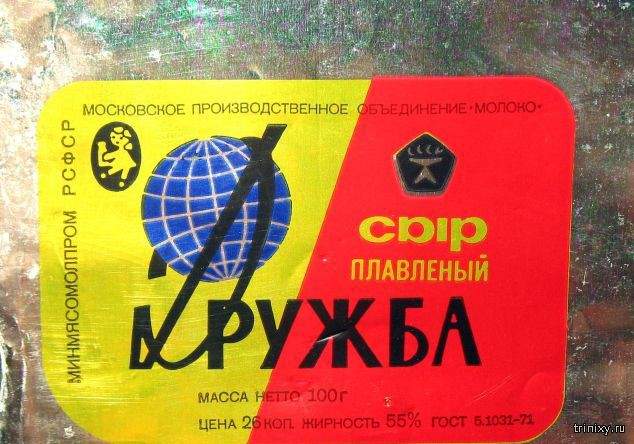 МОСКОВСКОЕ ПРОИЗВОДСТВЕННОЕ ОБЪЕДИНЕНИЕ «МОЛОКО»
МИНМЯСОМОЛПРОМ РСФСР
сыр
ПЛАВЛЕНЫЙ
ДРУЖБА
МАССА НЕТТО 100 г
ЦЕНА 26 КОП. ЖИРНОСТЬ 55% ГОСТ 5.1031-71
trinixy.ru